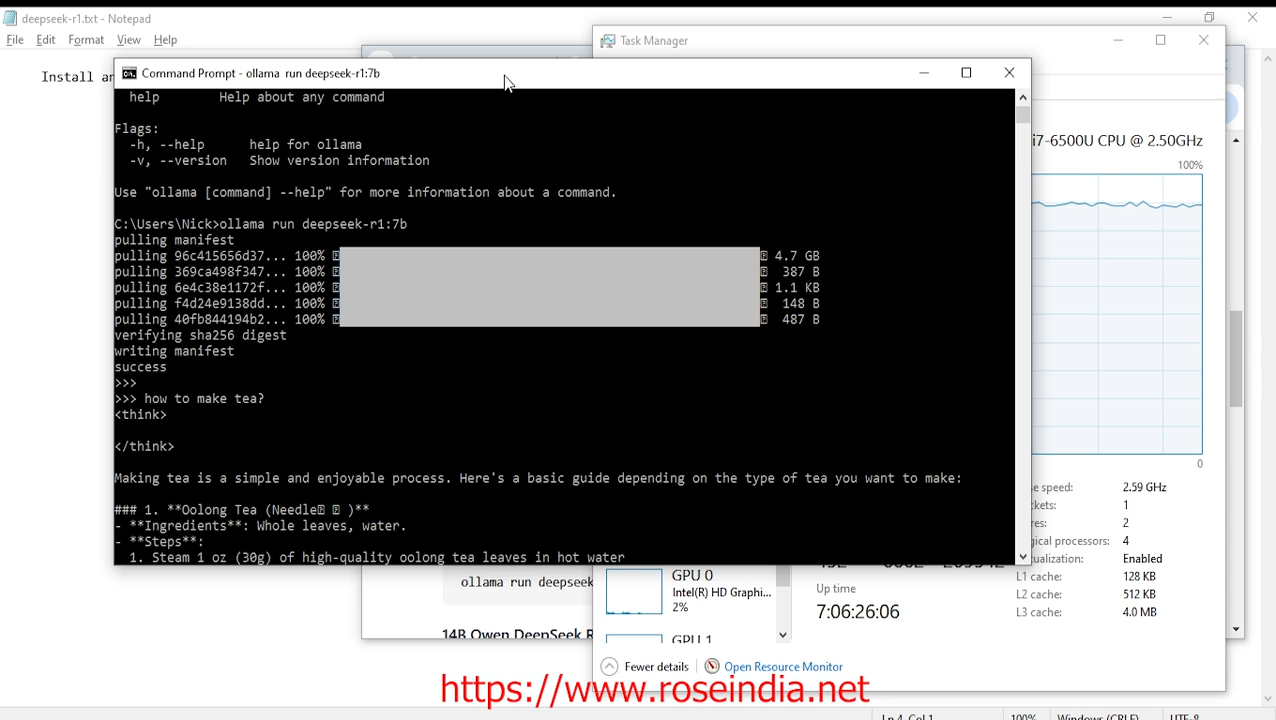 deepseek-r1.txt - Notepad
File Edit Format View Help
Install an
Task Manager
Command Prompt - ollama run deepseek-r1:7b
help Help about any command
Flags:
-h, --help help for ollama
-v, --version Show version information
Use "ollama [command] --help" for more information about a command.
C:\Users\Nick>ollama run deepseek-r1:7b
pulling manifest
pulling 96c415656d37... 100% 4.7 GB
pulling 369ca498f347... 100% 387 B
pulling 6e4c38e1172f... 100% 1.1 KB
pulling f4d24e9138dd... 100% 148 B
pulling 40fb844194b2... 100% 487 B
verifying sha256 digest
writing manifest
success
>>>
>>> how to make tea?
<think>
</think>
Making tea is a simple and enjoyable process. Here's a basic guide depending on the type of tea you want to make:
### 1. **Oolong Tea (Needle )**
- **Ingredients**: Whole leaves, water.
- **Steps**:
1. Steam 1 oz (30g) of high-quality oolong tea leaves in hot water
i7-6500U CPU @ 2.50GHz
100%
0
se speed: 2.59 GHz
ckets: 1
res: 2
gical processors: 4
ualization: Enabled
L1 cache: 128 KB
L2 cache: 512 KB
L3 cache: 4.0 MB
Up time
7:06:26:06
GPU 0
Intel(R) HD Graphi...
2%
GPU 1
ollama run deepseek
14B Qwen DeepSeek R
Fewer details Open Resource Monitor
https://www.roseindia.net
Ln 4, Col 1 100% Windows (CRLF) UTF-8